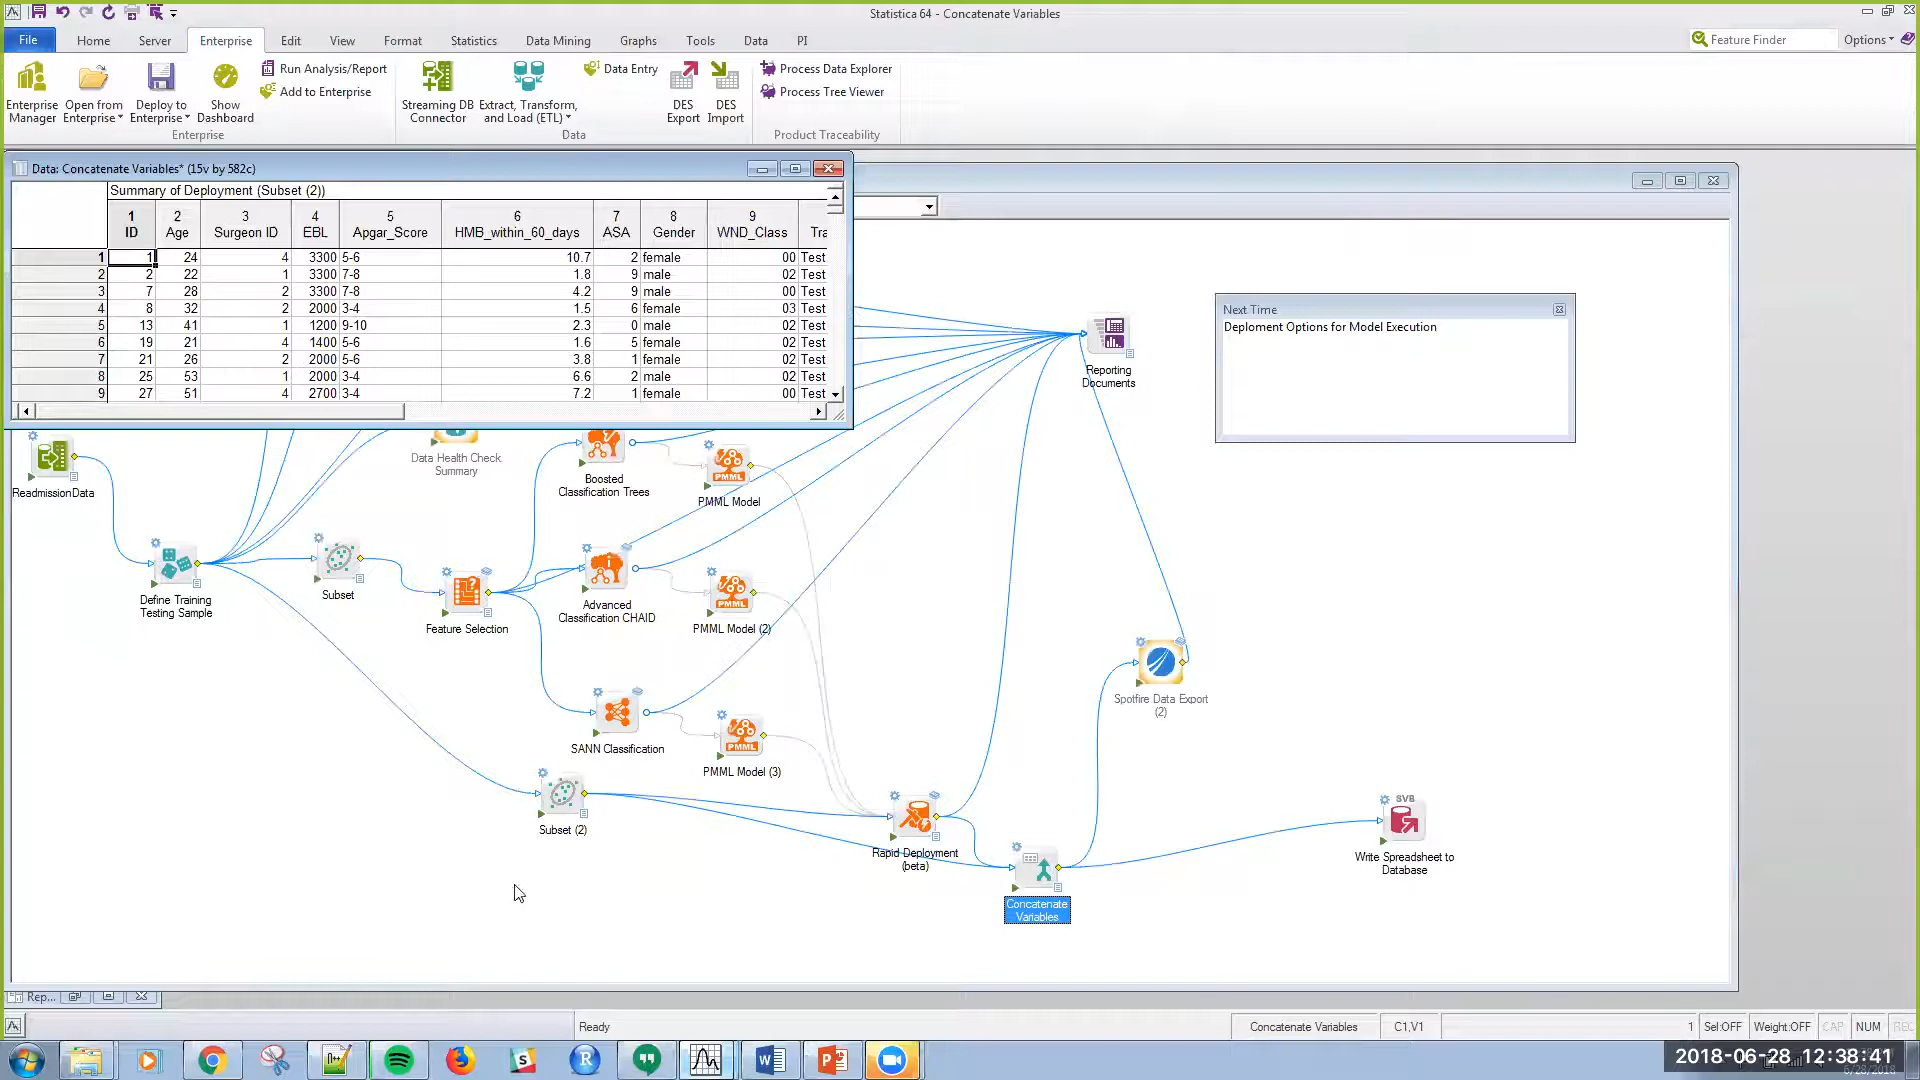 Statistica 64 - Concatenate Variables
File
Home
Server
Enterprise
Edit
View
Format
Statistics
Data Mining
Graphs
Tools
Data
PI
Feature Finder
Options
Enterprise Manager
Open from Enterprise
Deploy to Enterprise
Show Dashboard
Run Analysis/Report
Add to Enterprise
Enterprise
Streaming DB Connector
Extract, Transform, and Load (ETL)
Data Entry
DES Export
DES Import
Data
Process Data Explorer
Process Tree Viewer
Product Traceability
Data: Concatenate Variables* (15v by 582c)
Summary of Deployment (Subset (2))
1 2 3 4 5 6 7 8 9
ID Age Surgeon ID EBL Apgar_Score HMB_within_60_days ASA Gender WND_Class Tra
1 1 24 4 3300 5-6 10.7 2 female 00 Test
2 2 22 1 3300 7-8 1.8 9 male 02 Test
3 7 28 2 3300 7-8 4.2 9 male 00 Test
4 8 32 2 2000 3-4 1.5 6 female 03 Test
5 13 41 1 1200 9-10 2.3 0 male 02 Test
6 19 21 4 1400 5-6 1.6 5 female 02 Test
7 21 26 2 2000 5-6 3.8 1 female 02 Test
8 25 53 1 2000 3-4 6.6 2 male 02 Test
9 27 51 4 2700 3-4 7.2 1 female 00 Test
Next Time
Deploment Options for Model Execution
Reporting
Documents
ReadmissionData
Data Health Check
Summary
Boosted
Classification Trees
PMML
PMML Model
Define Training
Testing Sample
Subset
Feature Selection
Advanced
Classification CHAID
PMML
PMML Model (2)
SANN Classification
PMML
PMML Model (3)
Spotfire Data Export
(2)
Subset (2)
Rapid Deployment
(beta)
Concatenate
Variables
SVB
Write Spreadsheet to
Database
Rep...
Ready
Concatenate Variables
C1,V1
1
Sel:OFF
Weight:OFF
CAP
NUM
REC
2018-06-28 12:38:41
6/28/2018